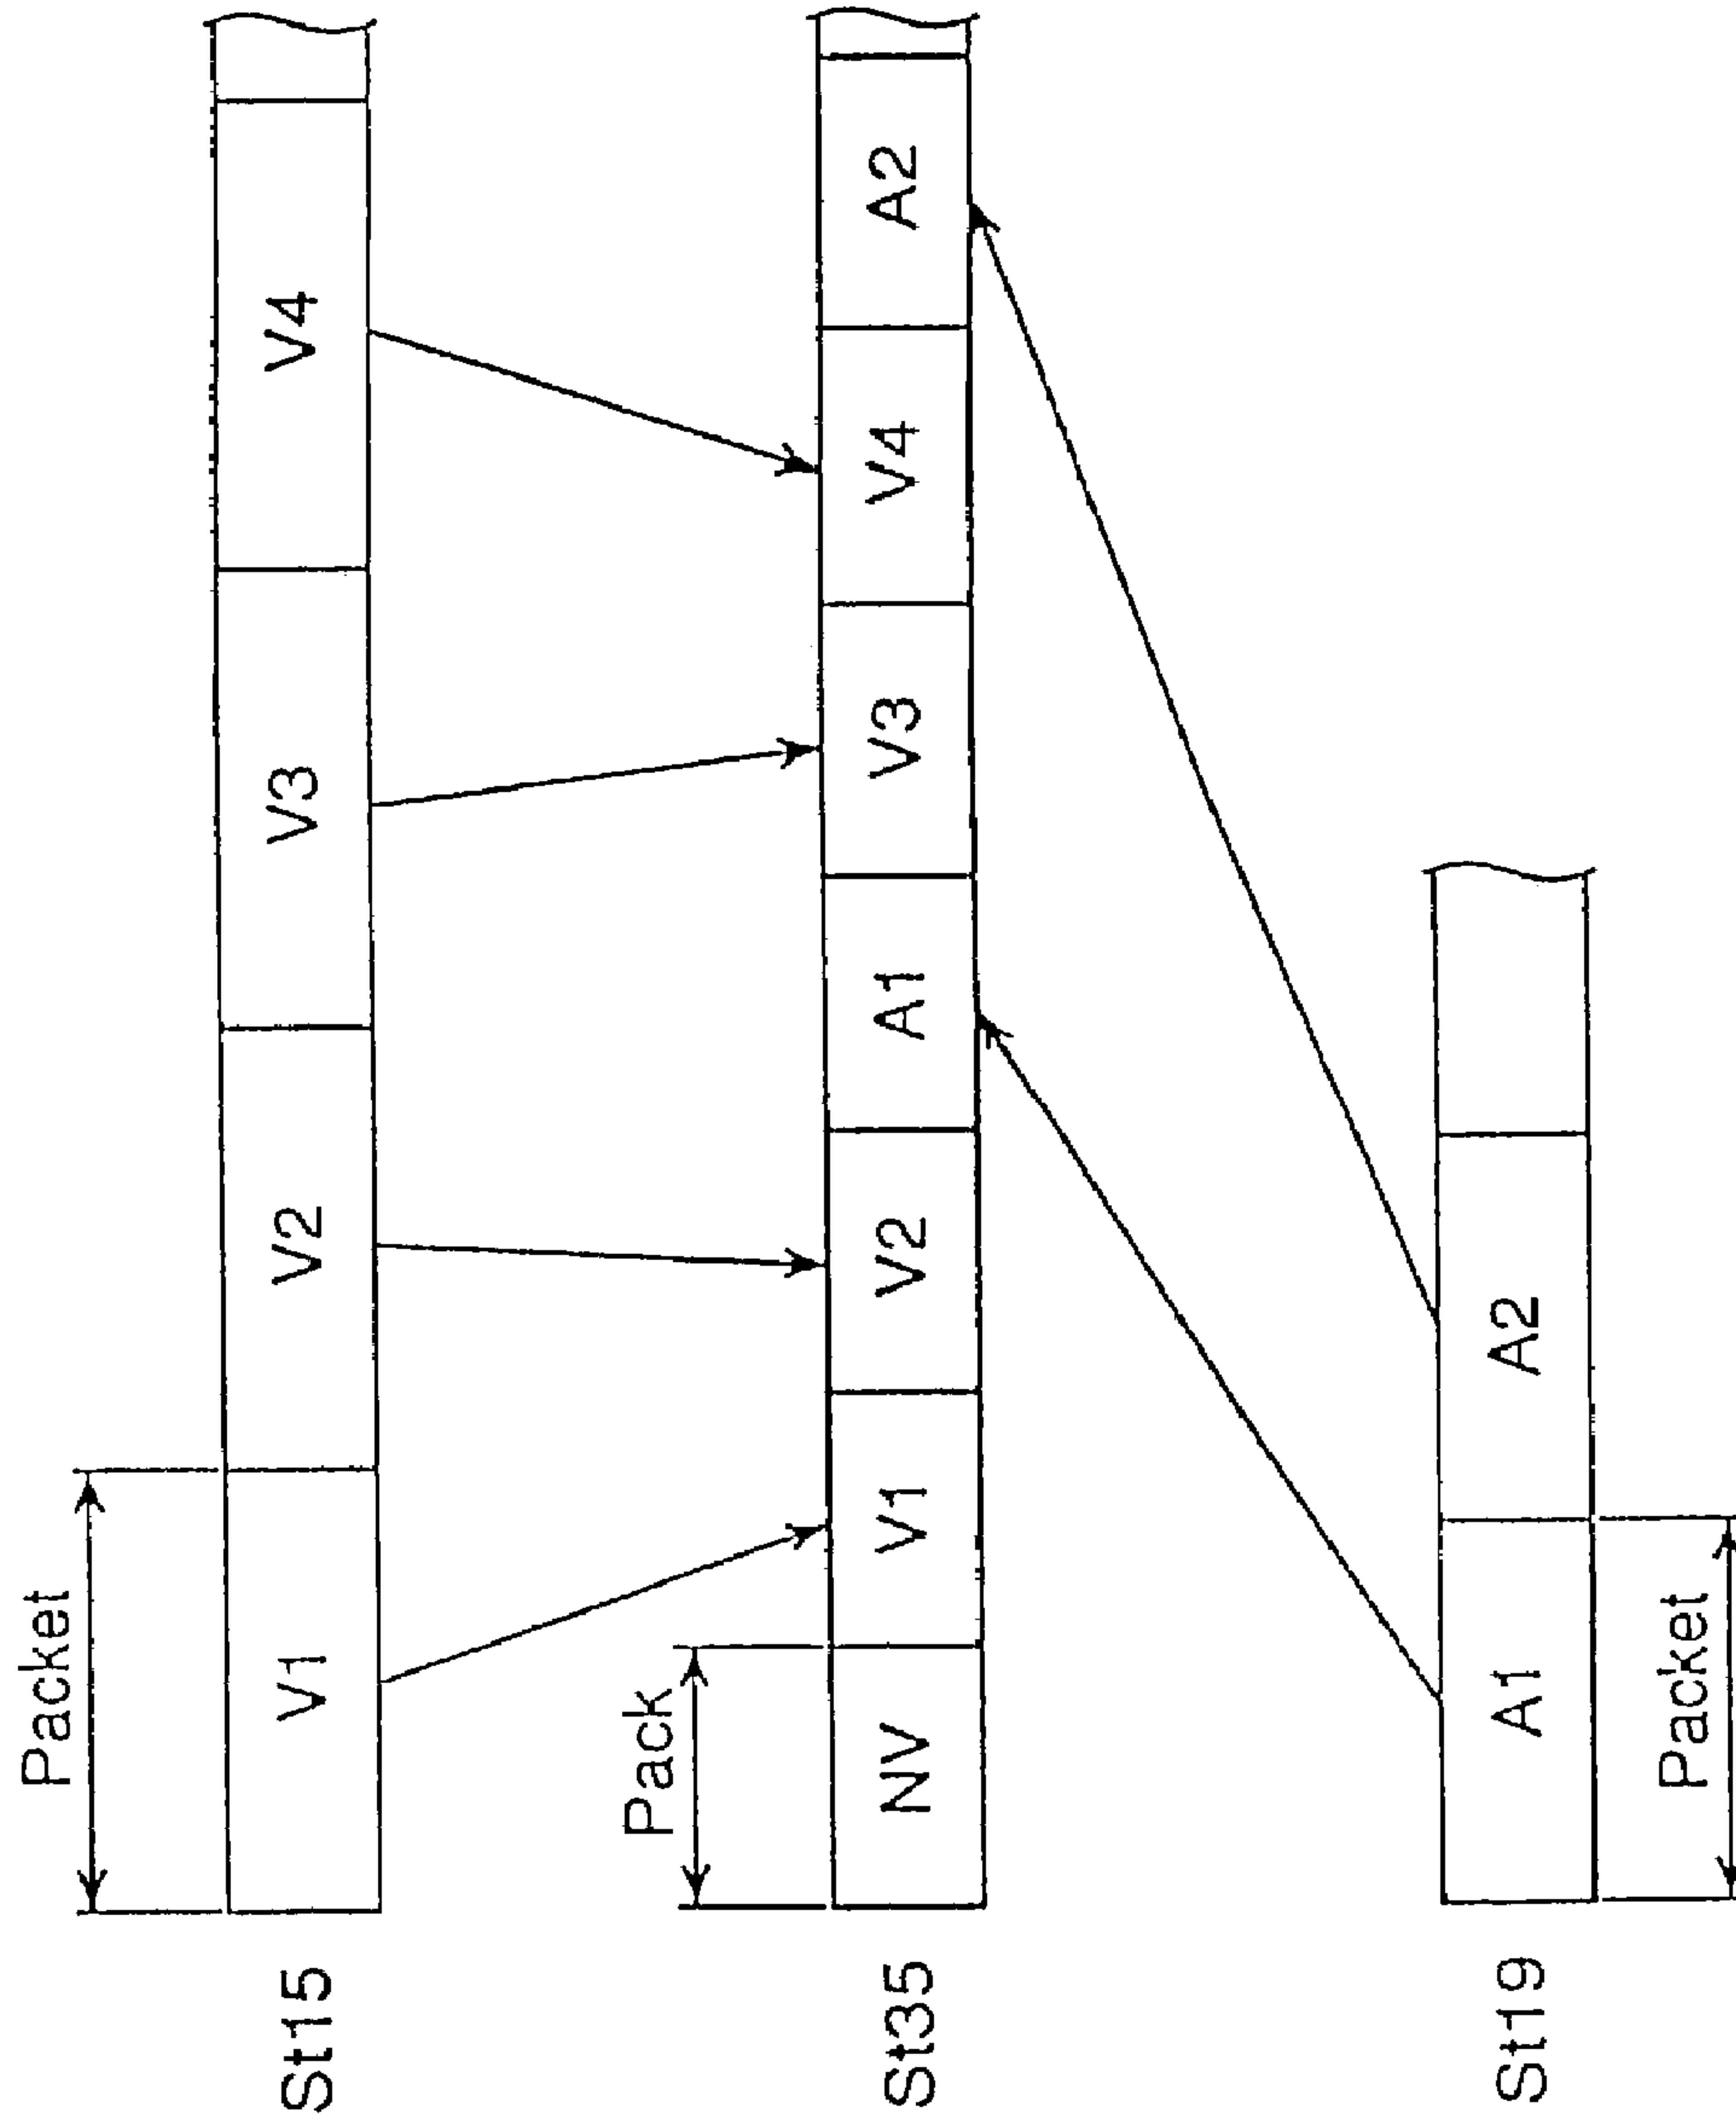 Packet
St15 V1 V2 V3 V4
Pack
St35 NV V1 V2 A1 V3 V4 A2
St19 A1 A2
Packet